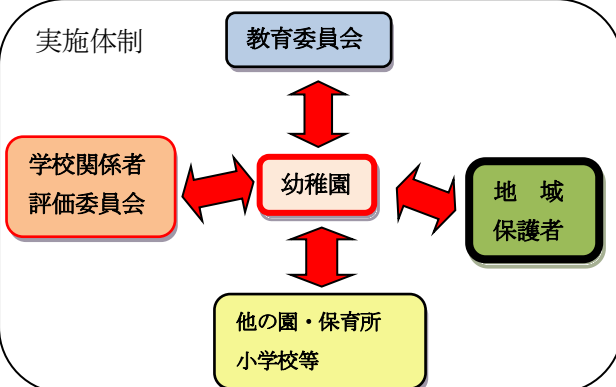 実施体制
教育委員会
学校関係者
評価委員会
幼稚園
地　域
保護者
他の園・保育所
小学校等